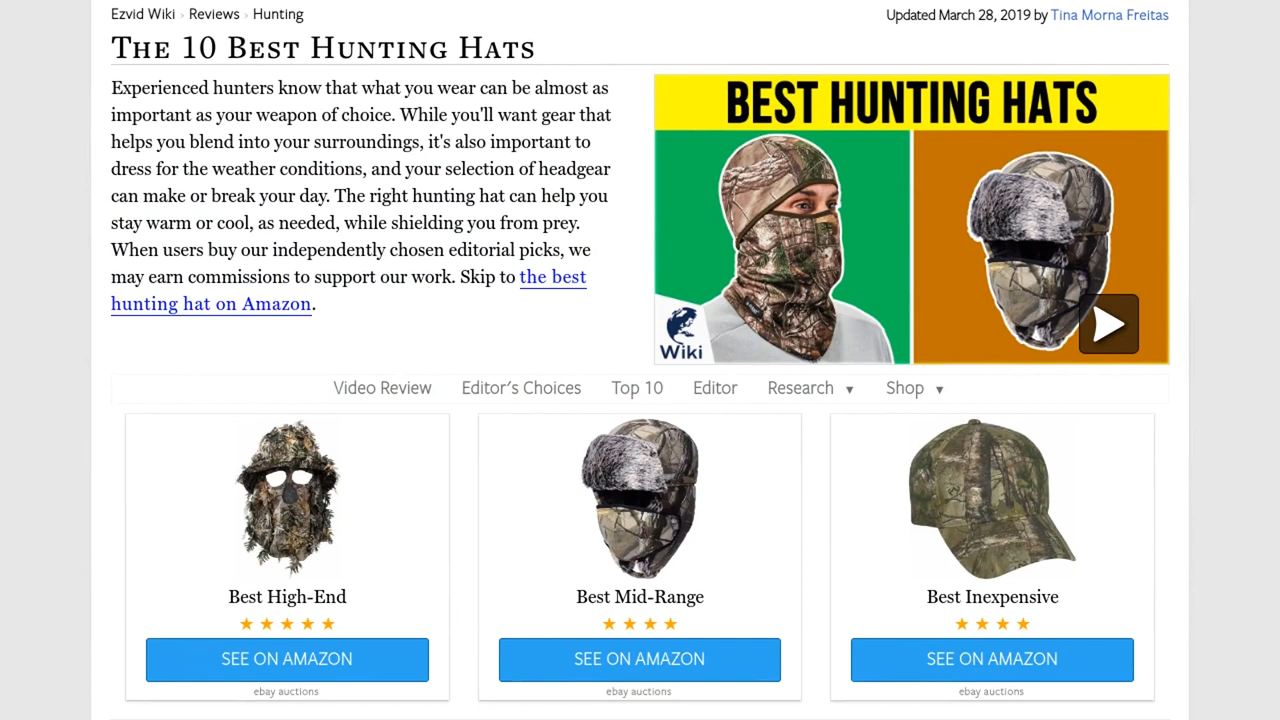 Ezvid Wiki › Reviews › Hunting
Updated March 28, 2019 by Tina Morna Freitas
The 10 Best Hunting Hats
Experienced hunters know that what you wear can be almost as
important as your weapon of choice. While you'll want gear that
helps you blend into your surroundings, it's also important to
dress for the weather conditions, and your selection of headgear
can make or break your day. The right hunting hat can help you
stay warm or cool, as needed, while shielding you from prey.
When users buy our independently chosen editorial picks, we
may earn commissions to support our work. Skip to the best
hunting hat on Amazon.
BEST HUNTING HATS
Wiki
Video Review Editor's Choices Top 10 Editor Research ▼ Shop ▼
Best High-End
★★★★★
SEE ON AMAZON
ebay auctions
Best Mid-Range
★★★★
SEE ON AMAZON
ebay auctions
Best Inexpensive
★★★★
SEE ON AMAZON
ebay auctions